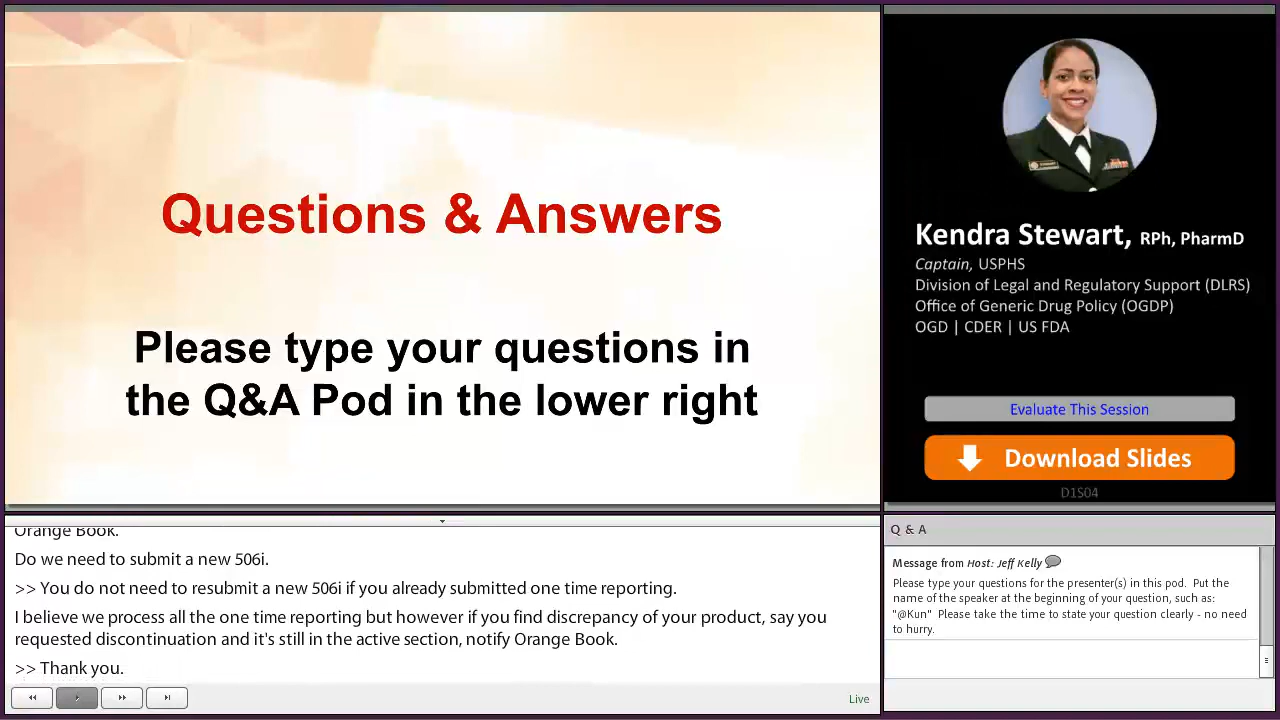 Questions & Answers
Please type your questions in
the Q&A Pod in the lower right
Kendra Stewart, RPh, PharmD
Captain, USPHS
Division of Legal and Regulatory Support (DLRS)
Office of Generic Drug Policy (OGDP)
OGD | CDER | US FDA
Evaluate This Session
Download Slides
D1S04
Orange Book.
Do we need to submit a new 506i.
>> You do not need to resubmit a new 506i if you already submitted one time reporting.
I believe we process all the one time reporting but however if you find discrepancy of your product, say you
requested discontinuation and it's still in the active section, notify Orange Book.
>> Thank you.
Live
Q & A
Message from Host: Jeff Kelly
Please type your questions for the presenter(s) in this pod. Put the
name of the speaker at the beginning of your question, such as:
"@Kun" Please take the time to state your question clearly - no need
to hurry.